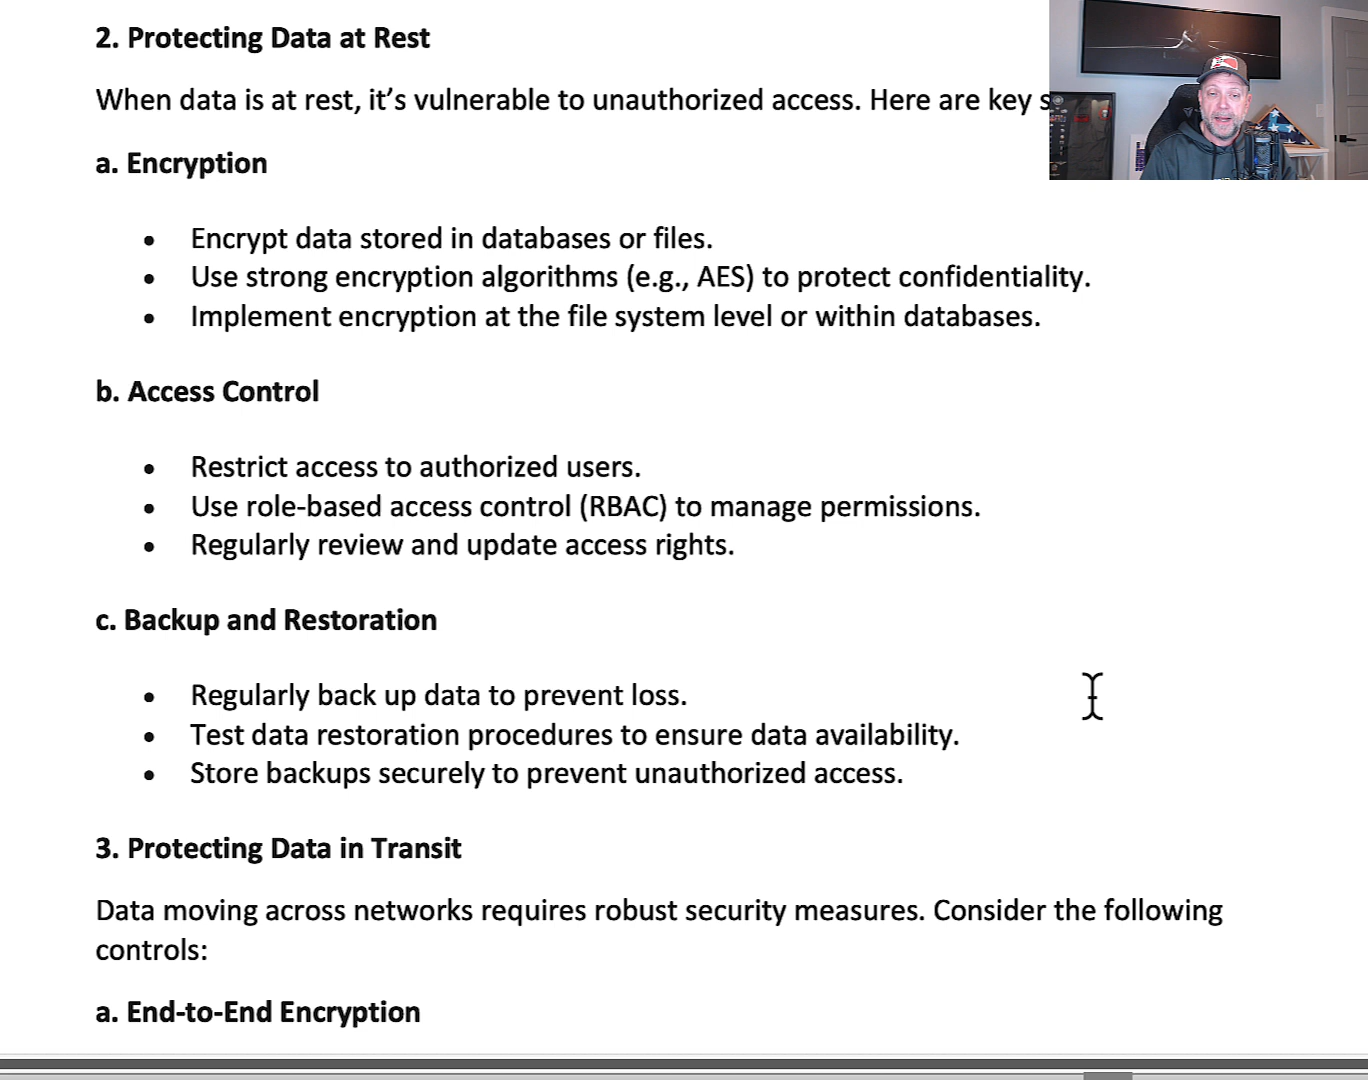 2. Protecting Data at Rest
When data is at rest, it’s vulnerable to unauthorized access. Here are key
a. Encryption
• Encrypt data stored in databases or files.
• Use strong encryption algorithms (e.g., AES) to protect confidentiality.
• Implement encryption at the file system level or within databases.
b. Access Control
• Restrict access to authorized users.
• Use role-based access control (RBAC) to manage permissions.
• Regularly review and update access rights.
c. Backup and Restoration
• Regularly back up data to prevent loss.
• Test data restoration procedures to ensure data availability.
• Store backups securely to prevent unauthorized access.
3. Protecting Data in Transit
Data moving across networks requires robust security measures. Consider the following
controls:
a. End-to-End Encryption